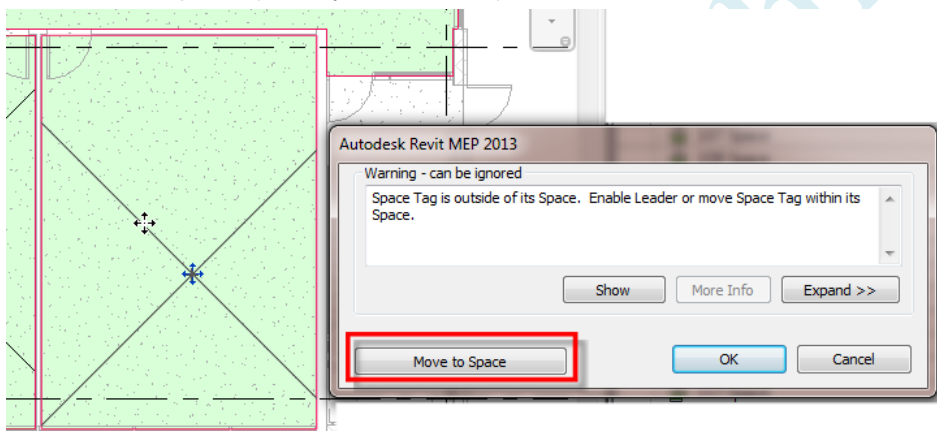 Autodesk Revit MEP 2013
Warning - can be ignored
Space Tag is outside of its Space. Enable Leader or move Space Tag within its
Space.
Show
More Info
Expand >>
Move to Space
OK
Cancel